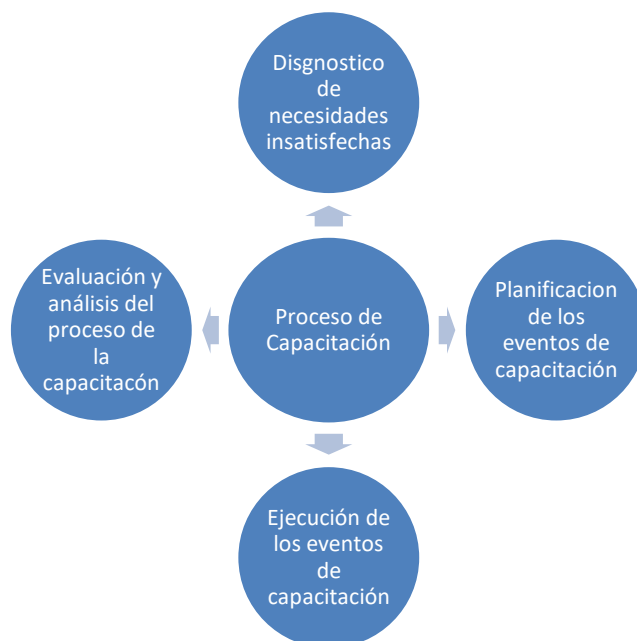 Disgnostico
de
necesidades
insatisfechas
Evaluación y
análisis del
proceso de
la
capacitacón
Proceso de
Capacitación
Planificacion
de los
eventos de
capacitación
Ejecución de
los eventos
de
capacitación